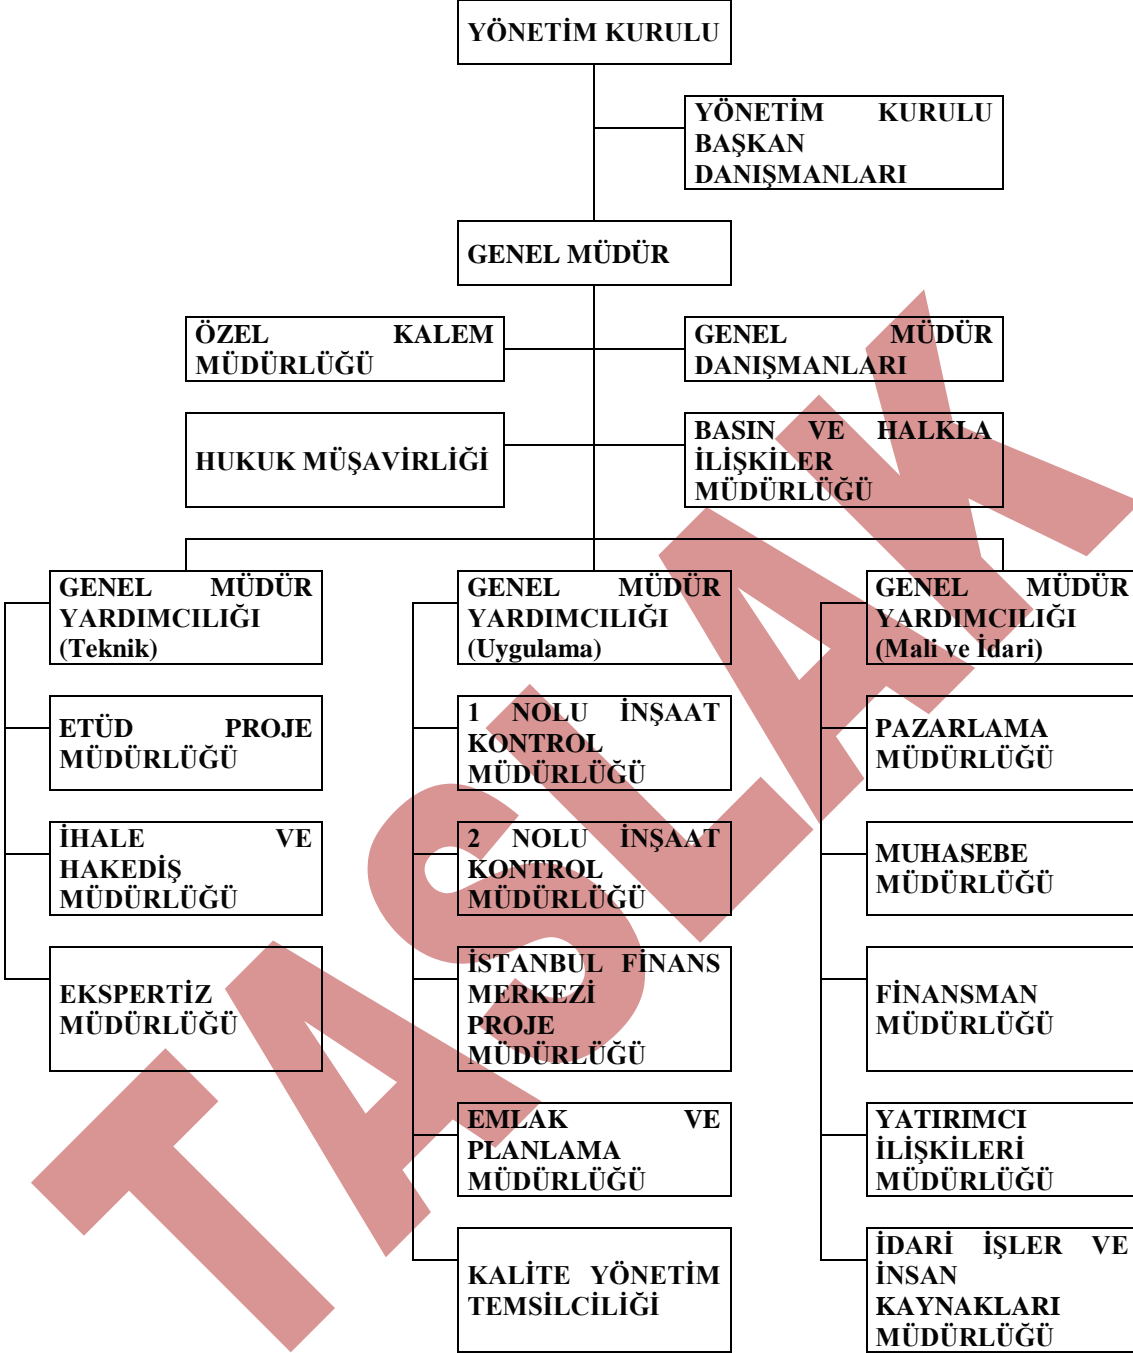 YÖNETİM KURULU
YÖNETİM KURULU
BAŞKAN
DANIŞMANLARI
GENEL MÜDÜR
ÖZEL KALEM
MÜDÜRLÜĞÜ
GENEL MÜDÜR
DANIŞMANLARI
HUKUK MÜŞAVİRLİĞİ
BASIN VE HALKLA
İLİŞKİLER
MÜDÜRLÜĞÜ
GENEL MÜDÜR
YARDIMCILIĞI
(Teknik)
ETÜD PROJE
MÜDÜRLÜĞÜ
İHALE VE
HAKEDİŞ
MÜDÜRLÜĞÜ
EKSPERTİZ
MÜDÜRLÜĞÜ
GENEL MÜDÜR
YARDIMCILIĞI
(Uygulama)
1 NOLU İNŞAAT
KONTROL
MÜDÜRLÜĞÜ
2 NOLU İNŞAAT
KONTROL
MÜDÜRLÜĞÜ
İSTANBUL FİNANS
MERKEZİ
PROJE
MÜDÜRLÜĞÜ
EMLAK VE
PLANLAMA
MÜDÜRLÜĞÜ
KALİTE YÖNETİM
TEMSİLCİLİĞİ
GENEL MÜDÜR
YARDIMCILIĞI
(Mali ve İdari)
PAZARLAMA
MÜDÜRLÜĞÜ
MUHASEBE
MÜDÜRLÜĞÜ
FİNANSMAN
MÜDÜRLÜĞÜ
YATIRIMCI
İLİŞKİLERİ
MÜDÜRLÜĞÜ
İDARİ İŞLER VE
İNSAN
KAYNAKLARI
MÜDÜRLÜĞÜ
TASLAK